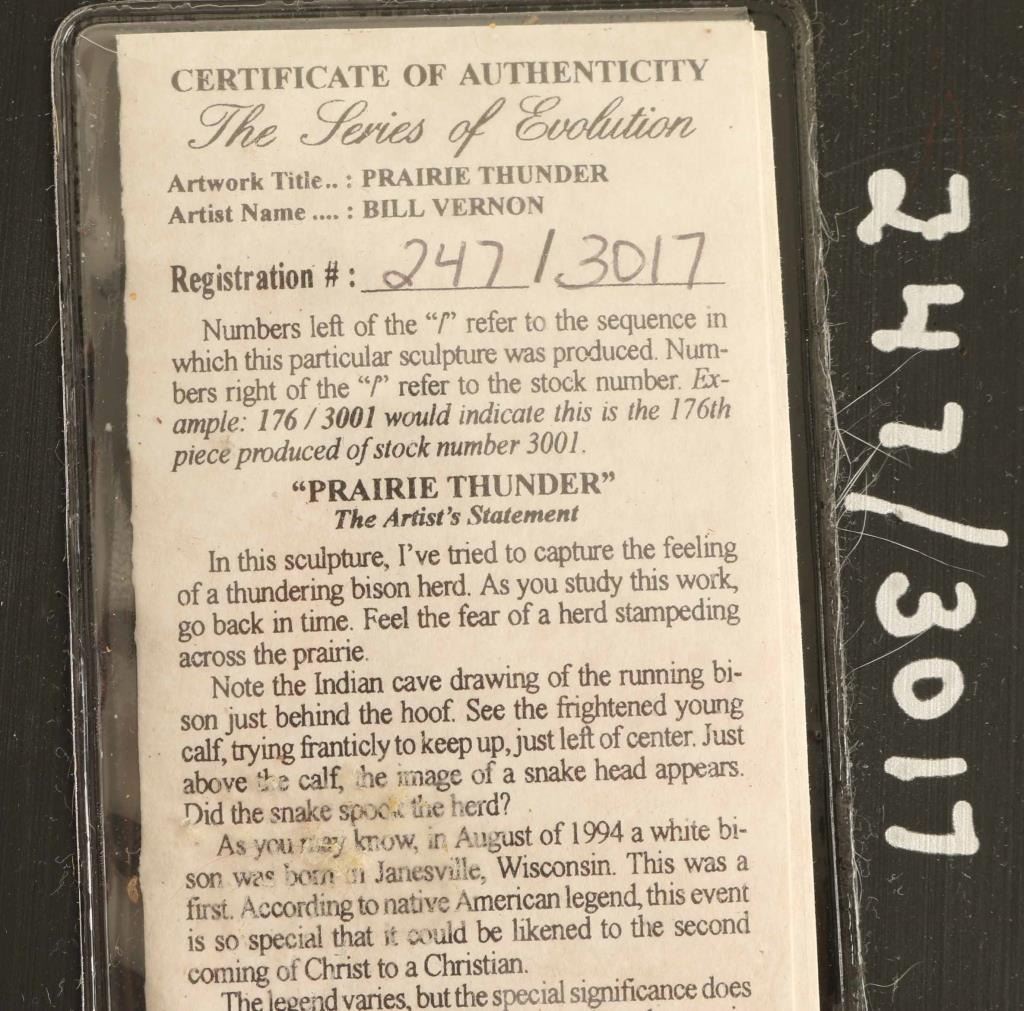 CERTIFICATE OF AUTHENTICITY
The Series of Evolution
Artwork Title.. : PRAIRIE THUNDER
Artist Name .... : BILL VERNON
Registration # : 247 / 3017
Numbers left of the “/” refer to the sequence in
which this particular sculpture was produced. Num-
bers right of the “/” refer to the stock number. Ex-
ample: 176 / 3001 would indicate this is the 176th
piece produced of stock number 3001.
“PRAIRIE THUNDER”
The Artist's Statement
In this sculpture, I've tried to capture the feeling
of a thundering bison herd. As you study this work,
go back in time. Feel the fear of a herd stampeding
across the prairie.
Note the Indian cave drawing of the running bi-
son just behind the hoof. See the frightened young
calf, trying franticly to keep up, just left of center. Just
above the calf, the image of a snake head appears.
Did the snake spook the herd?
As you may know, in August of 1994 a white bi-
son was born in Janesville, Wisconsin. This was a
first. According to native American legend, this event
is so special that it could be likened to the second
coming of Christ to a Christian.
The legend varies, but the special significance does
247/3017